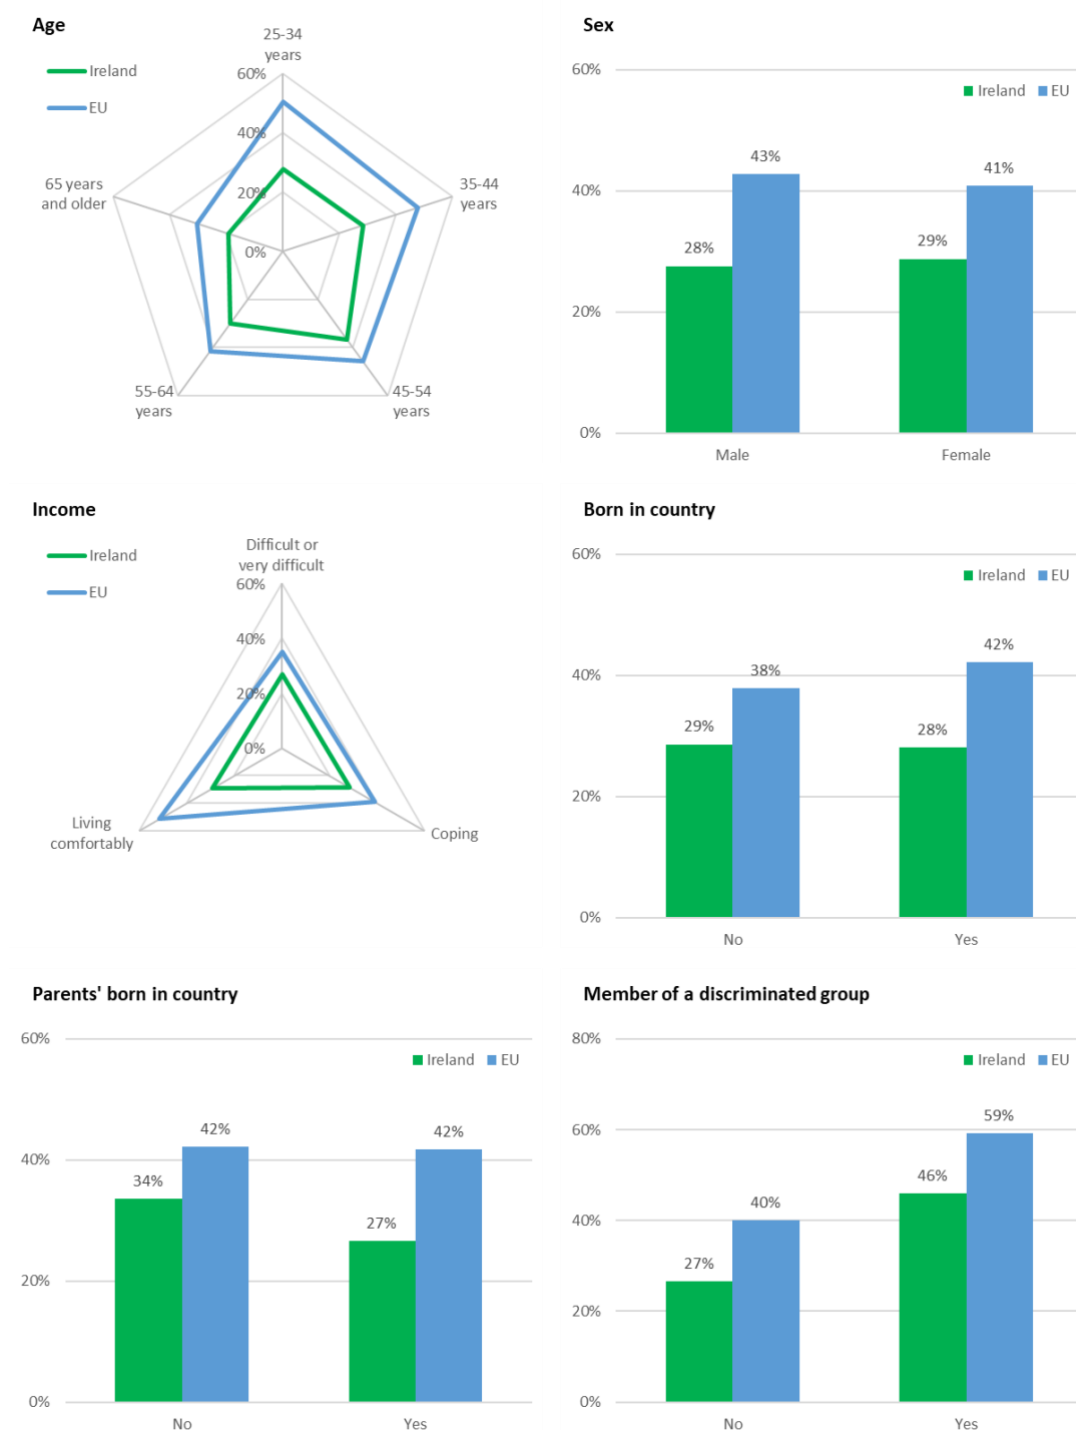 Age
25-34
years
Ireland
EU
60%
40%
20%
0%
65 years
and older
35-44
years
55-64
years
45-54
years
Sex
60%
Ireland EU
43%
41%
40%
28%
29%
20%
0%
Male Female
Income
Ireland
EU
Difficult or
very difficult
60%
40%
20%
0%
Living
comfortably
Coping
Born in country
60%
Ireland EU
42%
38%
40%
29%
28%
20%
0%
No Yes
Parents' born in country
60%
Ireland EU
42%
42%
40%
34%
27%
20%
0%
No Yes
Member of a discriminated group
80%
Ireland EU
59%
60%
46%
40%
40%
27%
20%
0%
No Yes